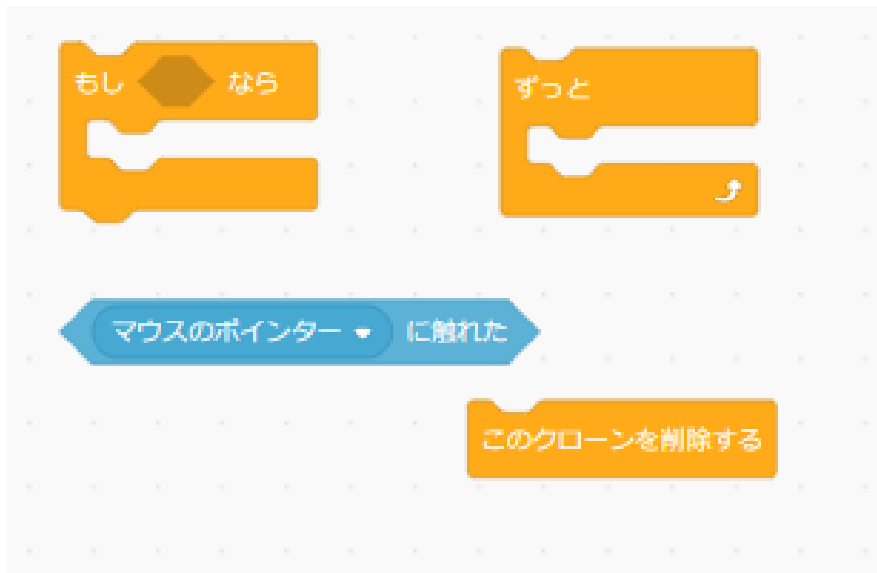 もし なら
ずっと
マウスのポインター に触れた
このクローンを削除する